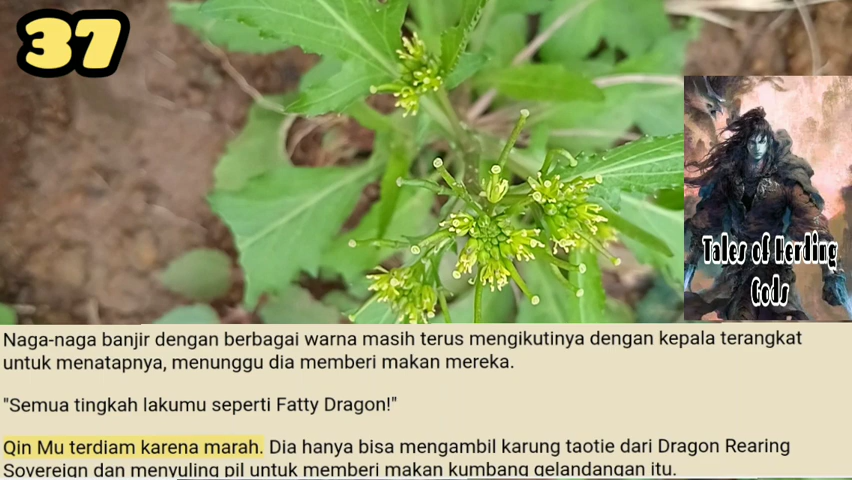 37
Tales of Herding
Gods
Naga-naga banjir dengan berbagai warna masih terus mengikutinya dengan kepala terangkat
untuk menatapnya, menunggu dia memberi makan mereka.
"Semua tingkah lakumu seperti Fatty Dragon!"
Qin Mu terdiam karena marah. Dia hanya bisa mengambil karung taotie dari Dragon Rearing
Sovereign dan menyuling pil untuk memberi makan kumbang gelandangan itu.